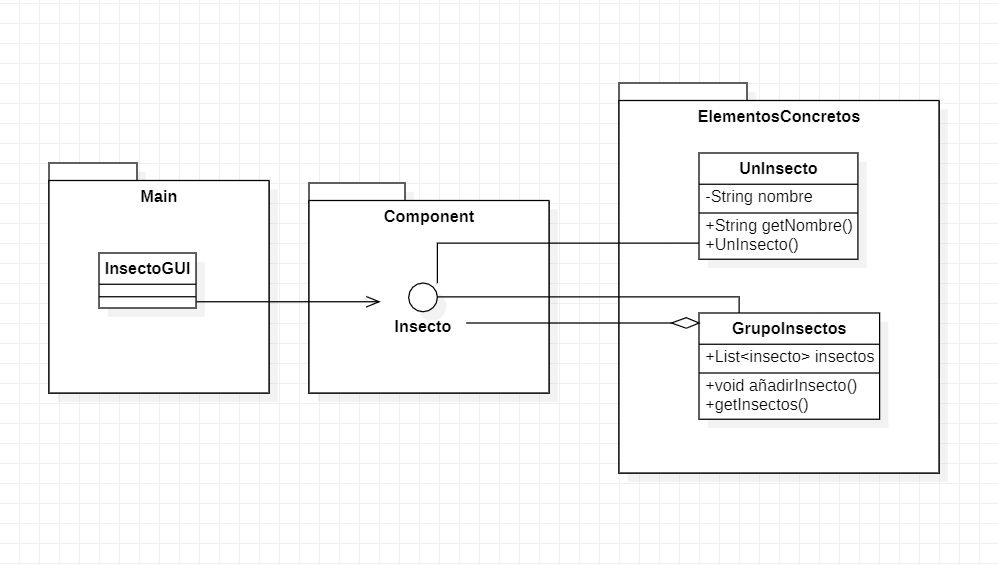 Main
InsectoGUI
Component
Insecto
ElementosConcretos
UnInsecto
-String nombre
+String getNombre()
+UnInsecto()
GrupoInsectos
+List<insecto> insectos
+void añadirInsecto()
+getInsectos()